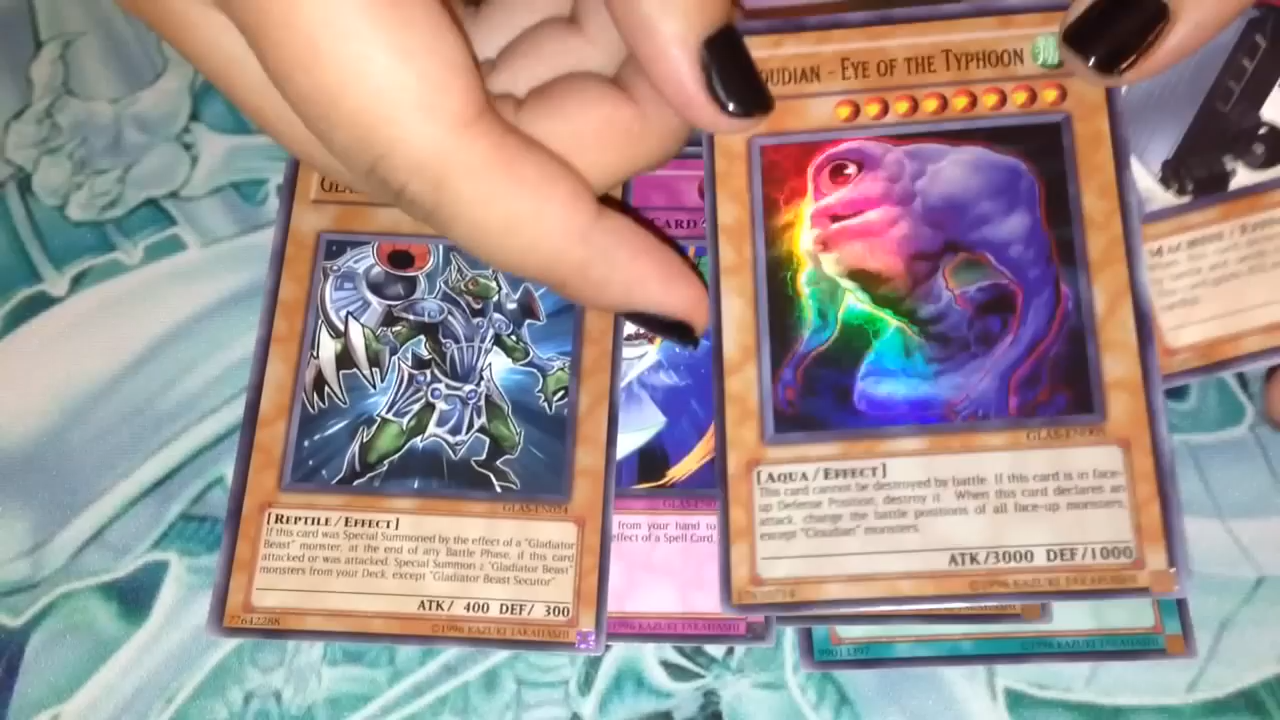 GLA
GLAS-EN024
[REPTILE/EFFECT]
If this card was Special Summoned by the effect of a "Gladiator
Beast" monster, at the end of any Battle Phase, if this card
attacked or was attacked, Special Summon 2 "Gladiator Beast"
monsters from your Deck, except "Gladiator Beast Secutor"
ATK/ 400 DEF/ 300
77642288
©1996 KAZUKI TAKAHASHI
CARD
GLAS-EN0
from your hand to
effect of a Spell Card.
©1996 KAZUKI TAKAHASHI
OUDIAN - EYE OF THE TYPHOON
GLAS-EN005
[AQUA/EFFECT]
This card cannot be destroyed by battle. If this card is in face-
up Defense Position, destroy it. When this card declares an
attack, change the battle positions of all face-up monsters,
except "Cloudian" monsters.
ATK/3000 DEF/1000
©1996 KAZUKI TAKAHASHI
99013397
©1996 KAZUKI TAKAHASHI